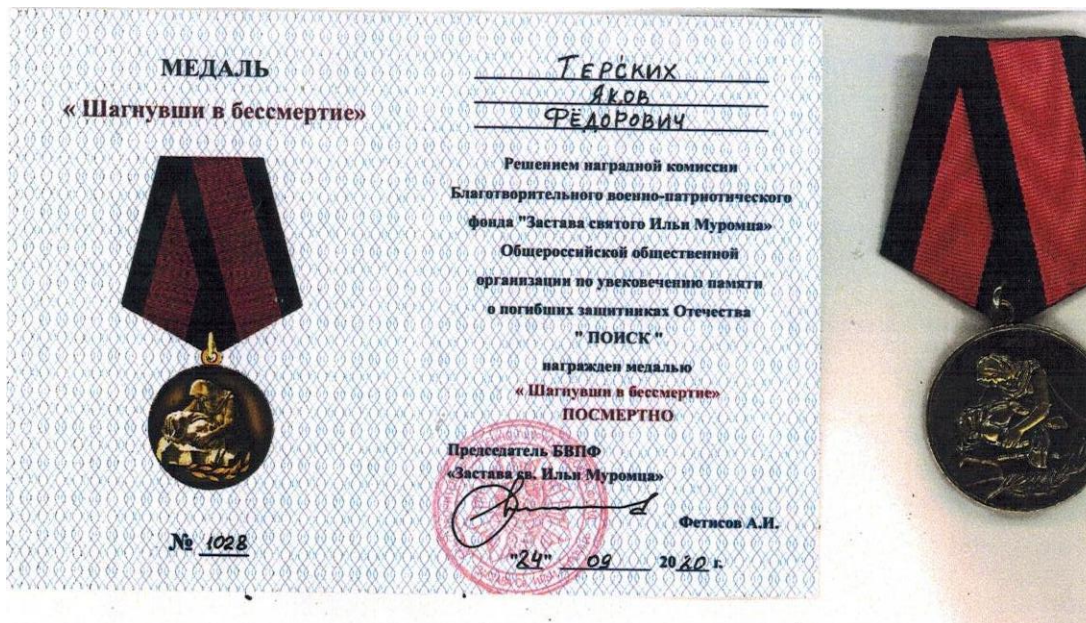 МЕДАЛЬ
« Шагнувши в бессмертие»
№ 1028
ТЕРСКИХ
ЯКОВ
ФЁДОРОВИЧ
Решением наградной комиссии
Благотворительного военно-патриотического
фонда "Застава святого Ильи Муромца»
Общероссийской общественной
организации по увековечению памяти
о погибших защитниках Отечества
" ПОИСК "
награжден медалью
« Шагнувши в бессмертие»
ПОСМЕРТНО
Председатель БВПФ
«Застава св. Ильи Муромца»
Фетисов А.И.
"24" 09 2020 г.